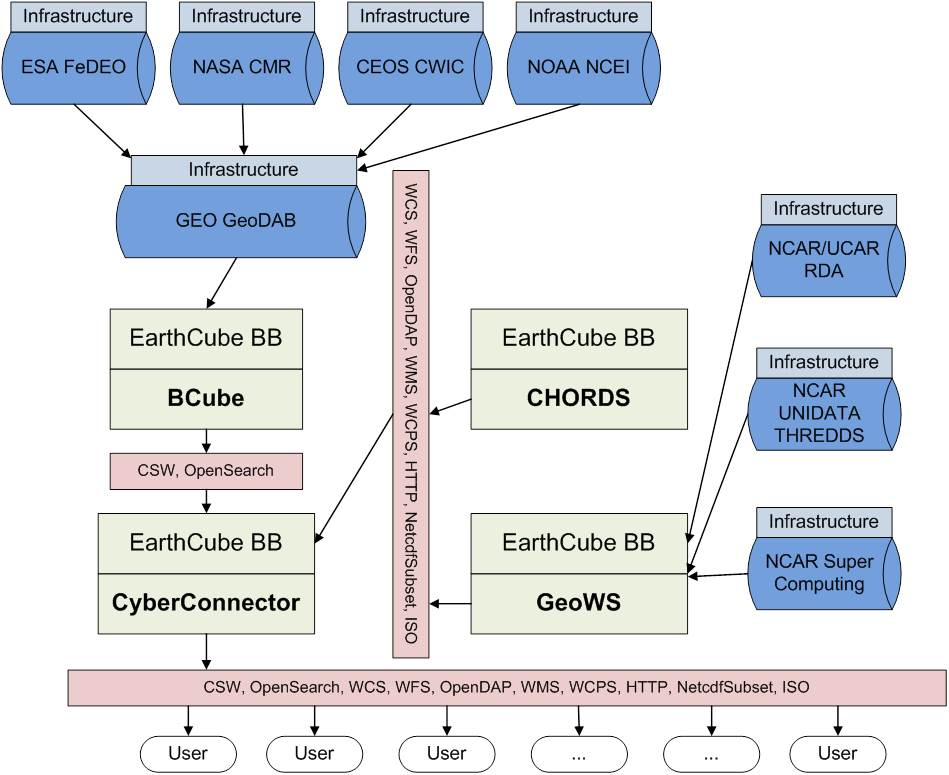 Infrastructure
ESA FeDEO
Infrastructure
NASA CMR
Infrastructure
CEOS CWIC
Infrastructure
NOAA NCEI
Infrastructure
GEO GeoDAB
EarthCube BB
BCube
CSW, OpenSearch
EarthCube BB
CyberConnector
WCS, WFS, OpenDAP, WMS, WCPS, HTTP, NetcdfSubset, ISO
EarthCube BB
CHORDS
EarthCube BB
GeoWS
Infrastructure
NCAR/UCAR
RDA
Infrastructure
NCAR
UNIDATA
THREDDS
Infrastructure
NCAR Super
Computing
CSW, OpenSearch, WCS, WFS, OpenDAP, WMS, WCPS, HTTP, NetcdfSubset, ISO
User
User
User
...
...
User